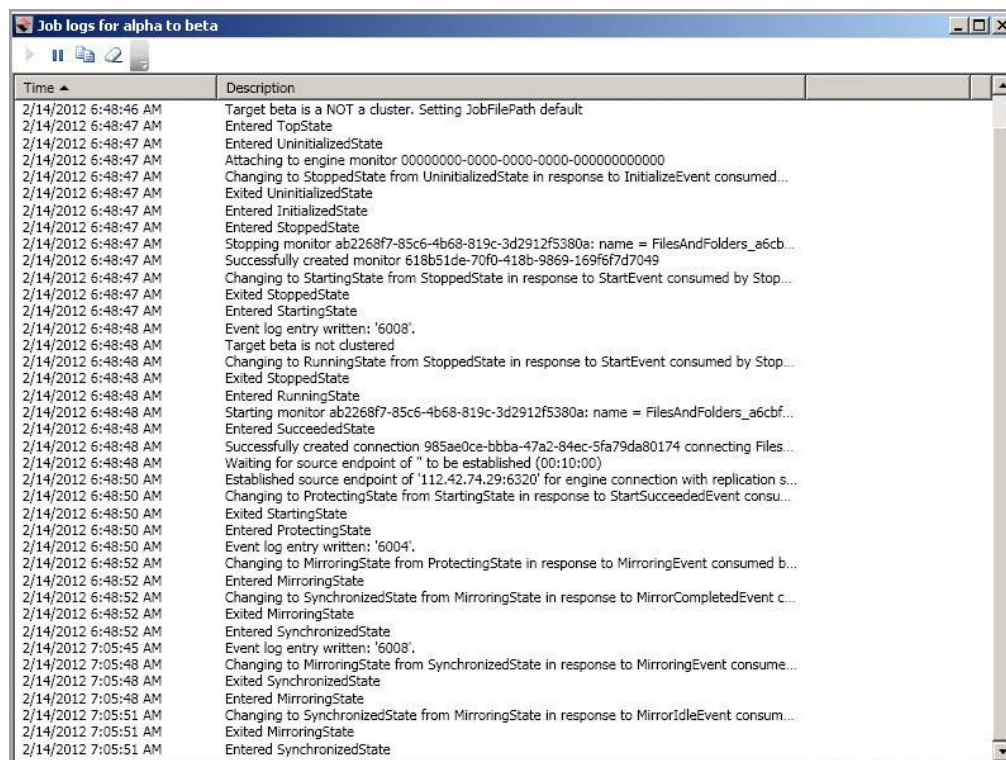 Job logs for alpha to beta
Time Description
2/14/2012 6:48:46 AM Target beta is a NOT a cluster. Setting JobFilePath default
2/14/2012 6:48:47 AM Entered TopState
2/14/2012 6:48:47 AM Entered UninitializedState
2/14/2012 6:48:47 AM Attaching to engine monitor 00000000-0000-0000-0000-000000000000
2/14/2012 6:48:47 AM Changing to StoppedState from UninitializedState in response to InitializeEvent consumed...
2/14/2012 6:48:47 AM Exited UninitializedState
2/14/2012 6:48:47 AM Entered InitializedState
2/14/2012 6:48:47 AM Entered StoppedState
2/14/2012 6:48:47 AM Stopping monitor ab2268f7-85c6-4b68-819c-3d2912f5380a: name = FilesAndFolders_a6cb...
2/14/2012 6:48:47 AM Successfully created monitor 618b51de-70f0-418b-9869-169f6f7d7049
2/14/2012 6:48:47 AM Changing to StartingState from StoppedState in response to StartEvent consumed by Stop...
2/14/2012 6:48:47 AM Exited StoppedState
2/14/2012 6:48:47 AM Entered StartingState
2/14/2012 6:48:48 AM Event log entry written: '6008'.
2/14/2012 6:48:48 AM Target beta is not clustered
2/14/2012 6:48:48 AM Changing to RunningState from StoppedState in response to StartEvent consumed by Stop...
2/14/2012 6:48:48 AM Exited StoppedState
2/14/2012 6:48:48 AM Entered RunningState
2/14/2012 6:48:48 AM Starting monitor ab2268f7-85c6-4b68-819c-3d2912f5380a: name = FilesAndFolders_a6cbf...
2/14/2012 6:48:48 AM Entered SucceededState
2/14/2012 6:48:48 AM Successfully created connection 985ae0ce-bbba-47a2-84ec-5fa79da80174 connecting Files...
2/14/2012 6:48:48 AM Waiting for source endpoint of '' to be established (00:10:00)
2/14/2012 6:48:50 AM Established source endpoint of '112.42.74.29:6320' for engine connection with replication s...
2/14/2012 6:48:50 AM Changing to ProtectingState from StartingState in response to StartSucceededEvent consu...
2/14/2012 6:48:50 AM Exited StartingState
2/14/2012 6:48:50 AM Entered ProtectingState
2/14/2012 6:48:50 AM Event log entry written: '6004'.
2/14/2012 6:48:52 AM Changing to MirroringState from ProtectingState in response to MirroringEvent consumed b...
2/14/2012 6:48:52 AM Entered MirroringState
2/14/2012 6:48:52 AM Changing to SynchronizedState from MirroringState in response to MirrorCompletedEvent c...
2/14/2012 6:48:52 AM Exited MirroringState
2/14/2012 6:48:52 AM Entered SynchronizedState
2/14/2012 7:05:45 AM Event log entry written: '6008'.
2/14/2012 7:05:48 AM Changing to MirroringState from SynchronizedState in response to MirroringEvent consume...
2/14/2012 7:05:48 AM Exited SynchronizedState
2/14/2012 7:05:48 AM Entered MirroringState
2/14/2012 7:05:51 AM Changing to SynchronizedState from MirroringState in response to MirrorIdleEvent consum...
2/14/2012 7:05:51 AM Exited MirroringState
2/14/2012 7:05:51 AM Entered SynchronizedState